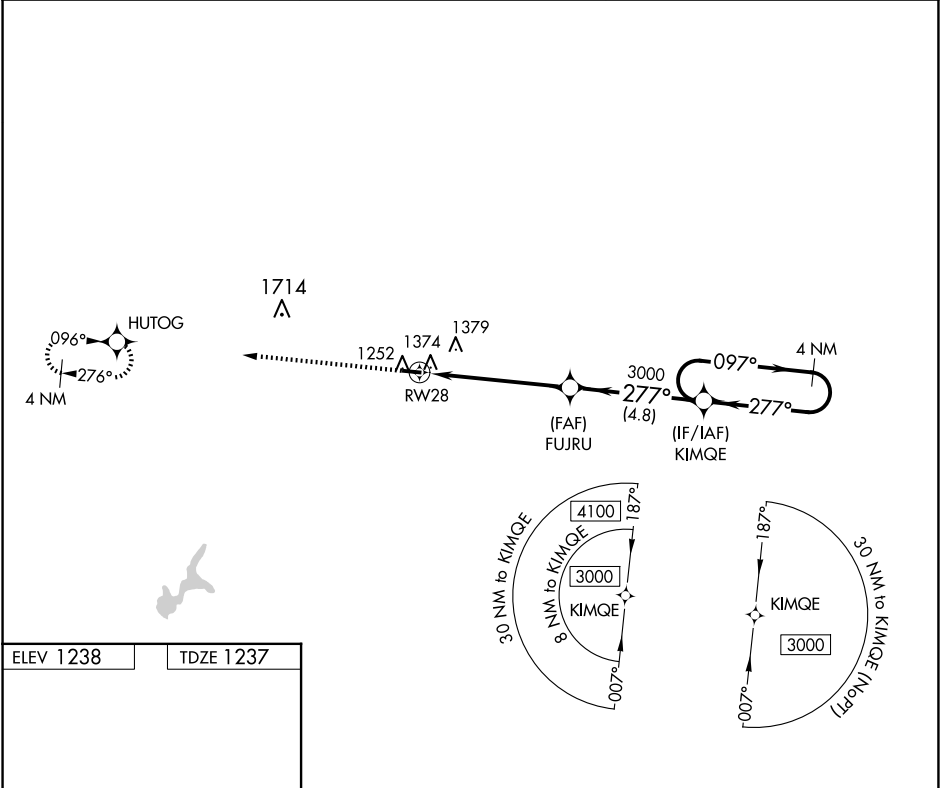 1714
HUTOG
096°
276°
4 NM
1252
1374
1379
RW28
(FAF)
FUJRU
3000
277°
(4.8)
(IF/IAF)
KIMQE
097°
4 NM
277°
30 NM to KIMQE
4100
187°
8 NM to KIMQE
3000
KIMQE
007°
187°
30 NM to KIMQE (NoPT)
KIMQE
3000
007°
ELEV 1238
TDZE 1237